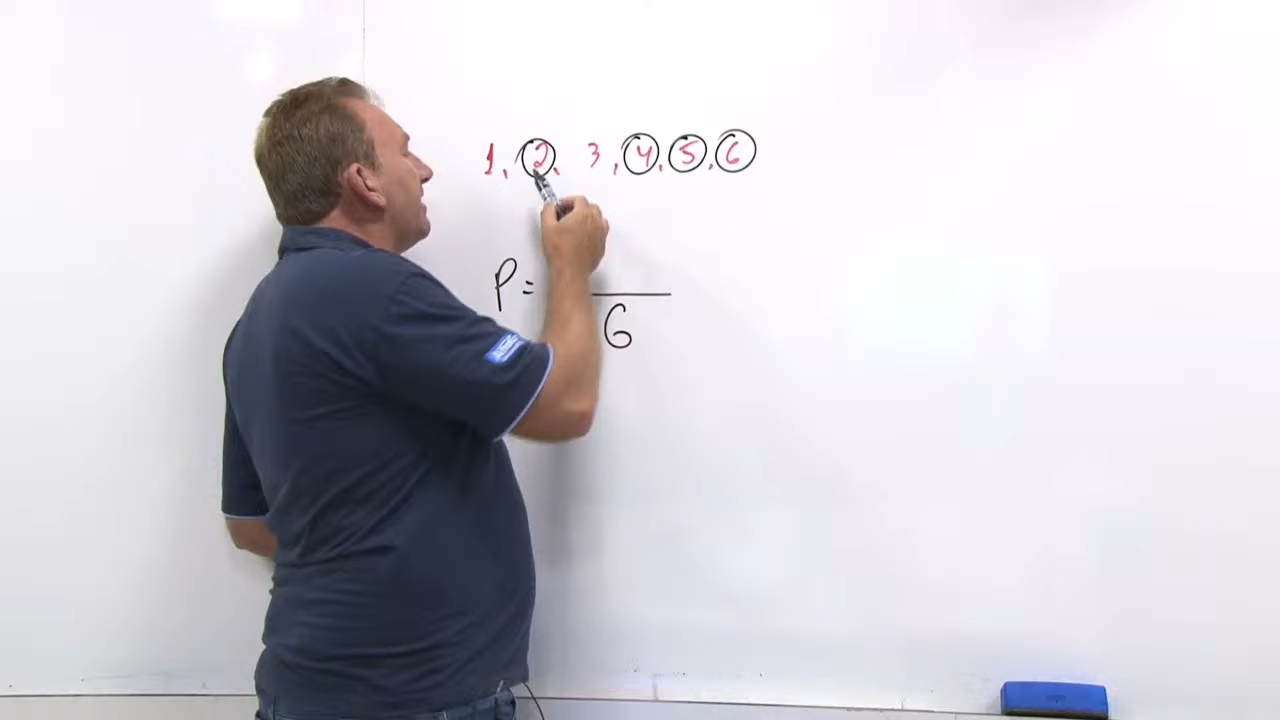 1, 2, 3, 4, 5, 6
P =
6